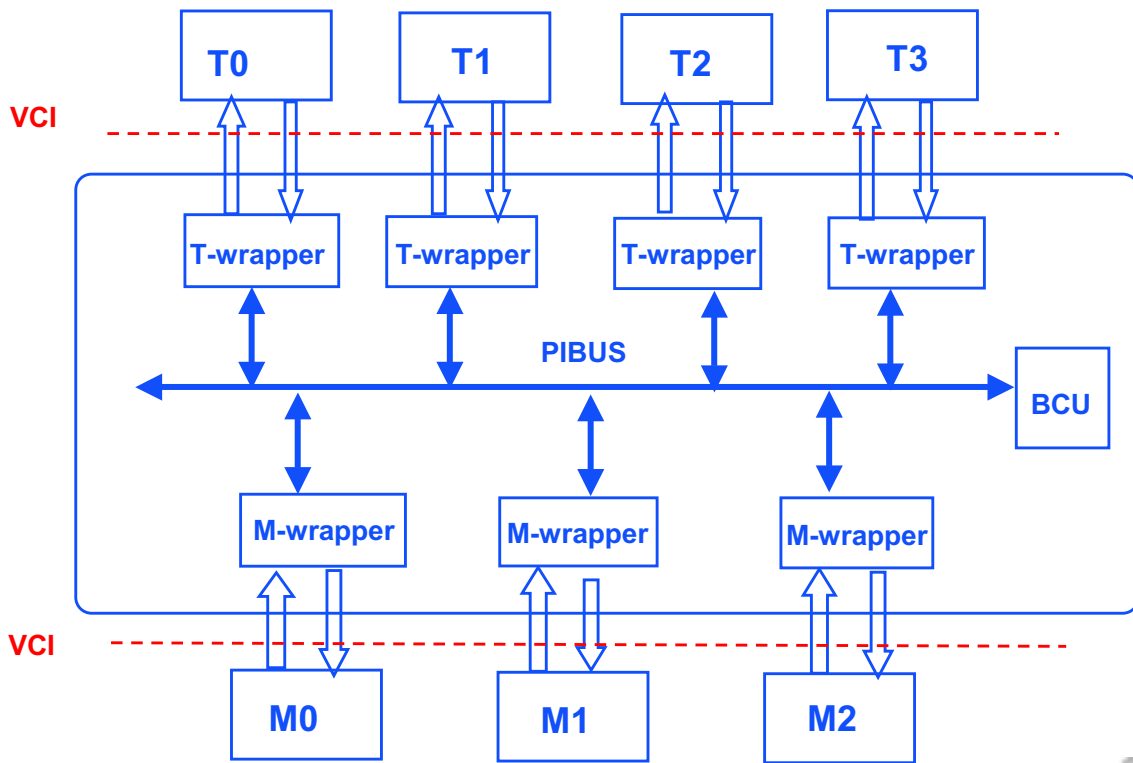 T0
T1
T2
T3
VCI
T-wrapper
T-wrapper
T-wrapper
T-wrapper
PIBUS
BCU
M-wrapper
M-wrapper
M-wrapper
VCI
M0
M1
M2